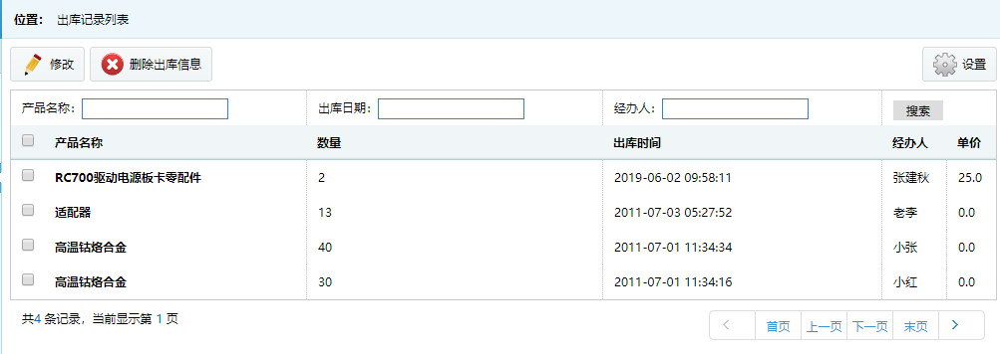 位置： 出库记录列表
修改 删除出库信息 设置
产品名称： 出库日期： 经办人： 搜索
产品名称 数量 出库时间 经办人 单价
RC700驱动电源板卡零配件 2 2019-06-02 09:58:11 张建秋 25.0
适配器 13 2011-07-03 05:27:52 老李 0.0
高温钴烙合金 40 2011-07-01 11:34:34 小张 0.0
高温钴烙合金 30 2011-07-01 11:34:16 小红 0.0
共4 条记录，当前显示第 1 页 首页 上一页 下一页 末页